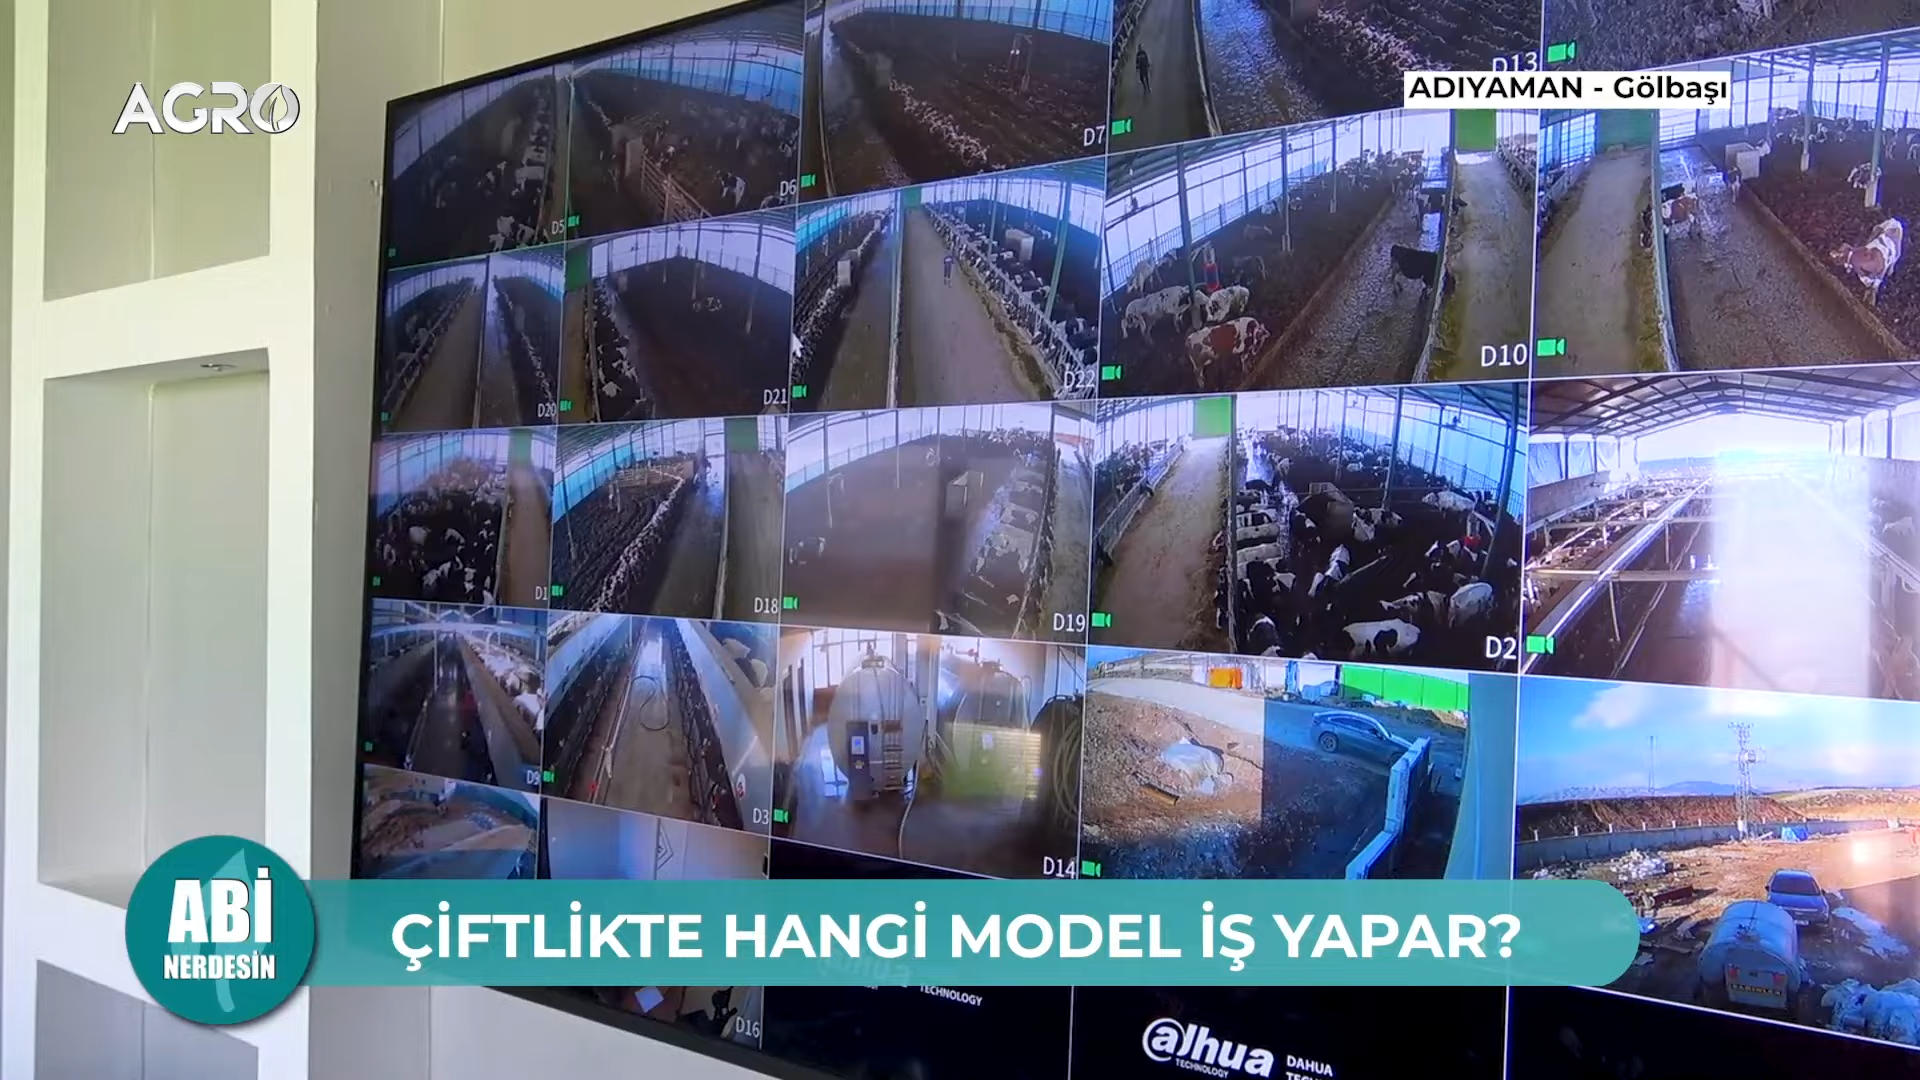 AGRO
ADIYAMAN - Gölbaşı
D13
D7
D6
D5
D10
D22
D21
D20
D2
D19
D18
D1
D14
D3
D9
ABİ
NERDESİN
ÇİFTLİKTE HANGİ MODEL İŞ YAPAR?
TECHNOLOGY
D16
alhua
TECHNOLOGY
DAHUA